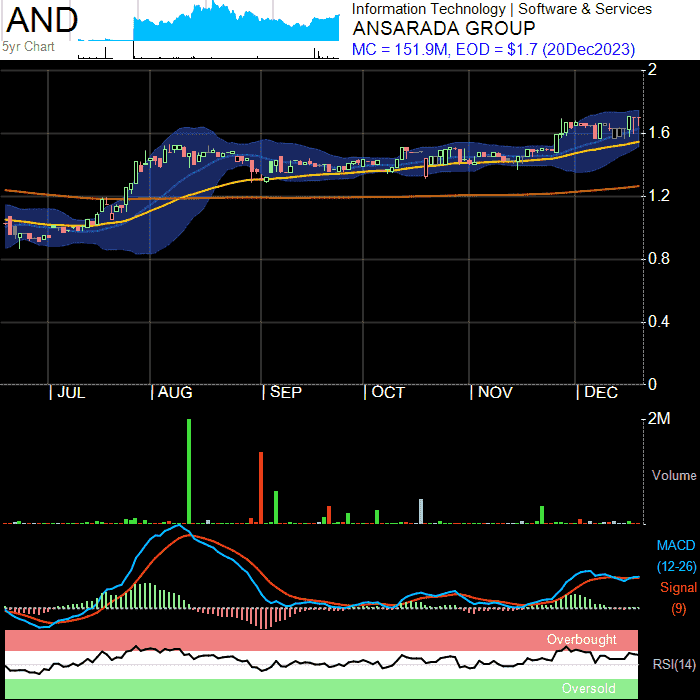 AND
5yr Chart
Information Technology | Software & Services
ANSARADA GROUP
MC = 151.9M, EOD = $1.7 (20Dec2023)
2
1.6
1.2
0.8
0.4
0
JUL AUG SEP OCT NOV DEC
2M
Volume
MACD
(12-26)
Signal
(9)
Overbought
RSI(14)
Oversold